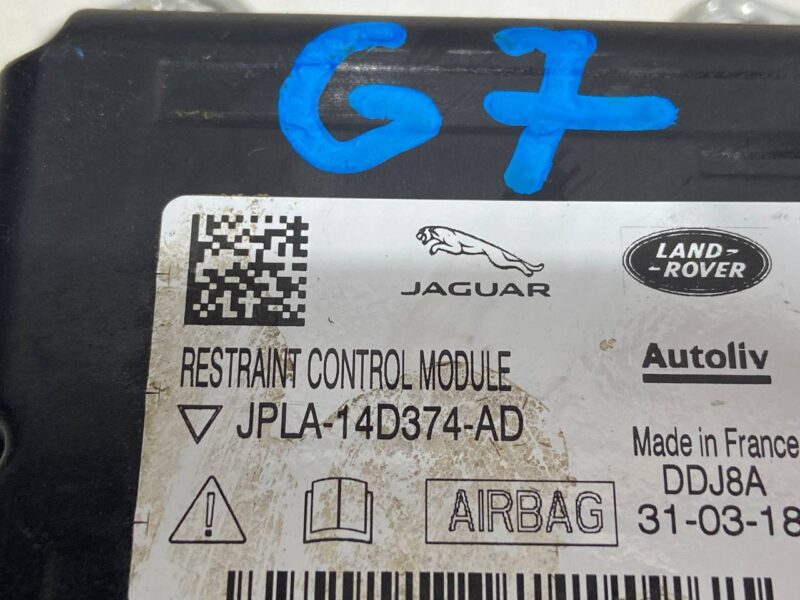 G7
JAGUAR
LAND-
-ROVER
Autoliv
RESTRAINT CONTROL MODULE
JPLA-14D374-AD
Made in France
DDJ8A
AIRBAG
31-03-18